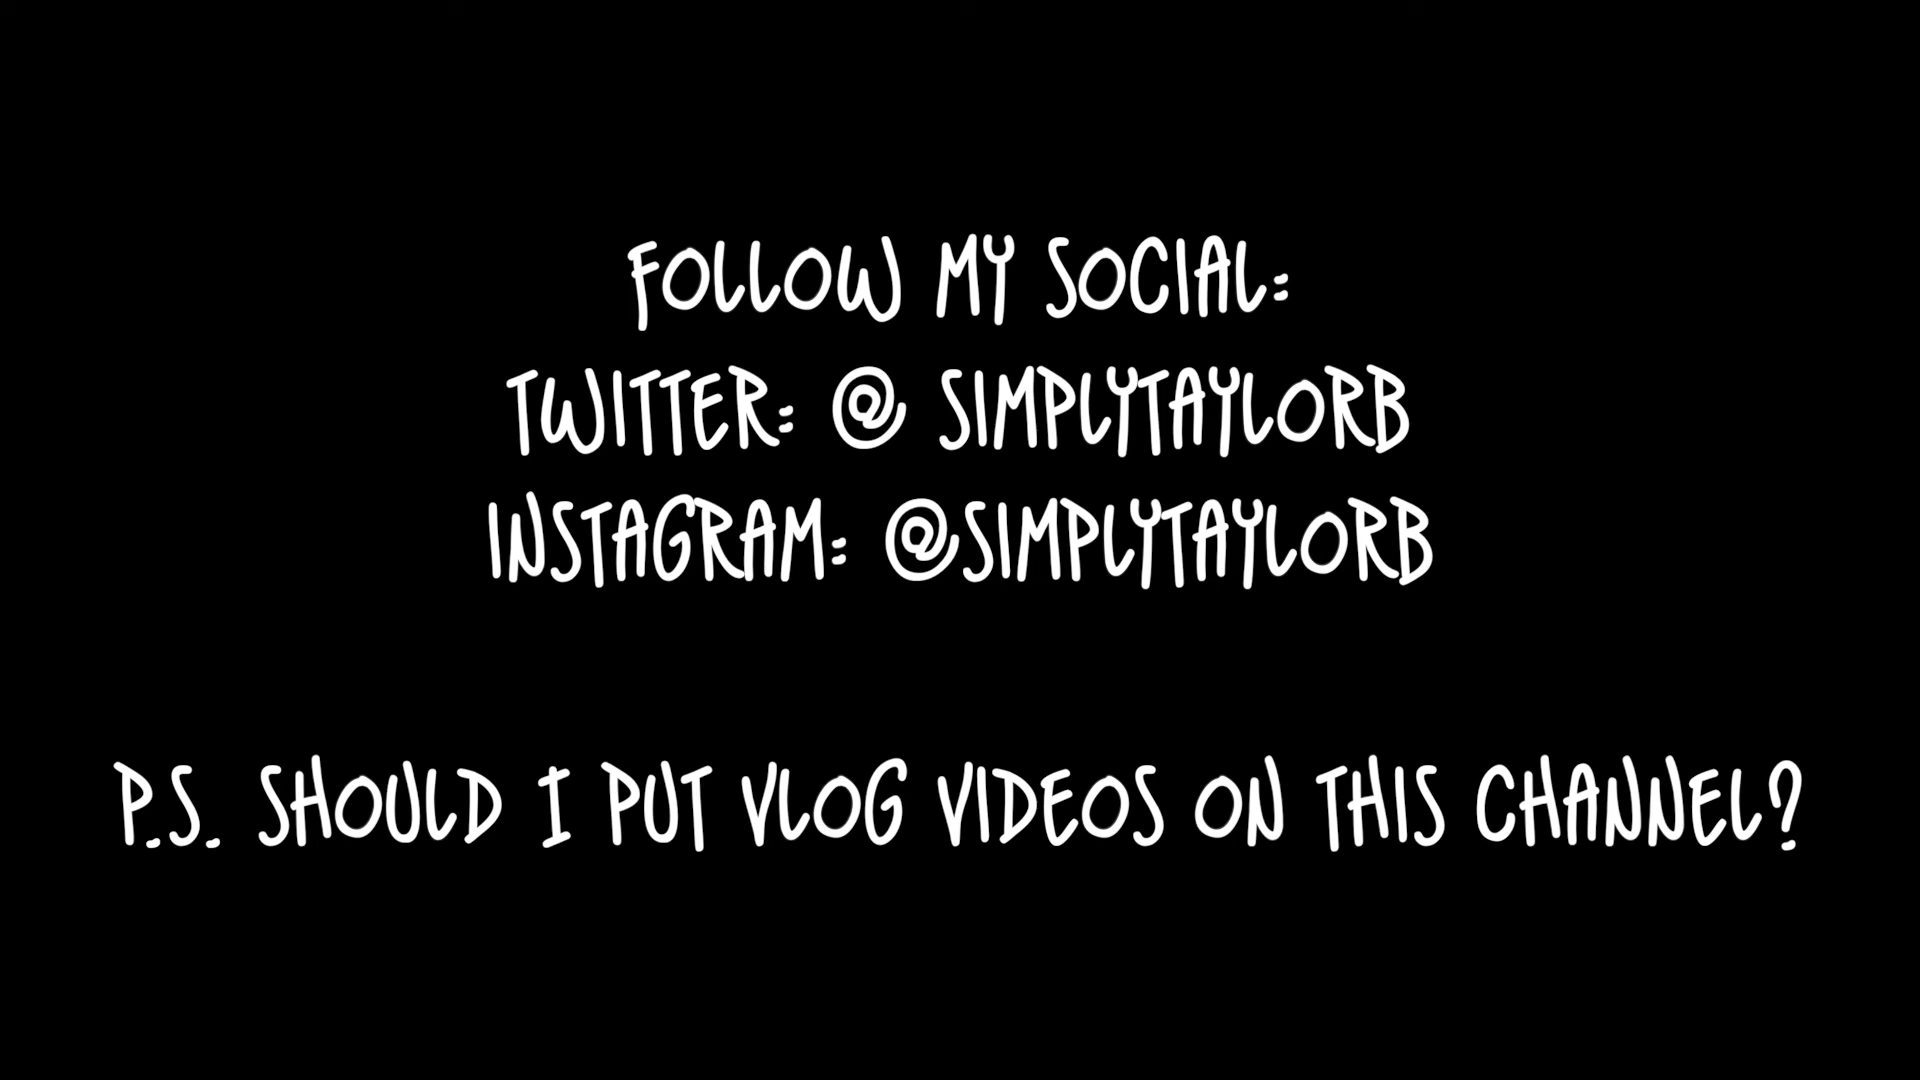 FOLLOW MY SOCIAL:
TWITTER: @ SIMPLYTAYLORB
INSTAGRAM: @SIMPLYTAYLORB
P.S. SHOULD I PUT VLOG VIDEOS ON THIS CHANNEL?